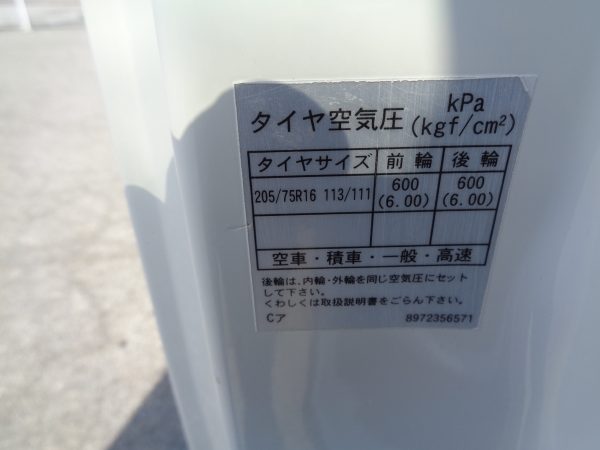 タイヤ空気圧 kPa (kgf/cm²)
タイヤサイズ 前輪 後輪
205/75R16 113/111 600 (6.00) 600 (6.00)
空車・積車・一般・高速
後輪は、内輪・外輪を同じ空気圧にセット
して下さい。
くわしくは取扱説明書をごらん下さい。
Cア 8972356571